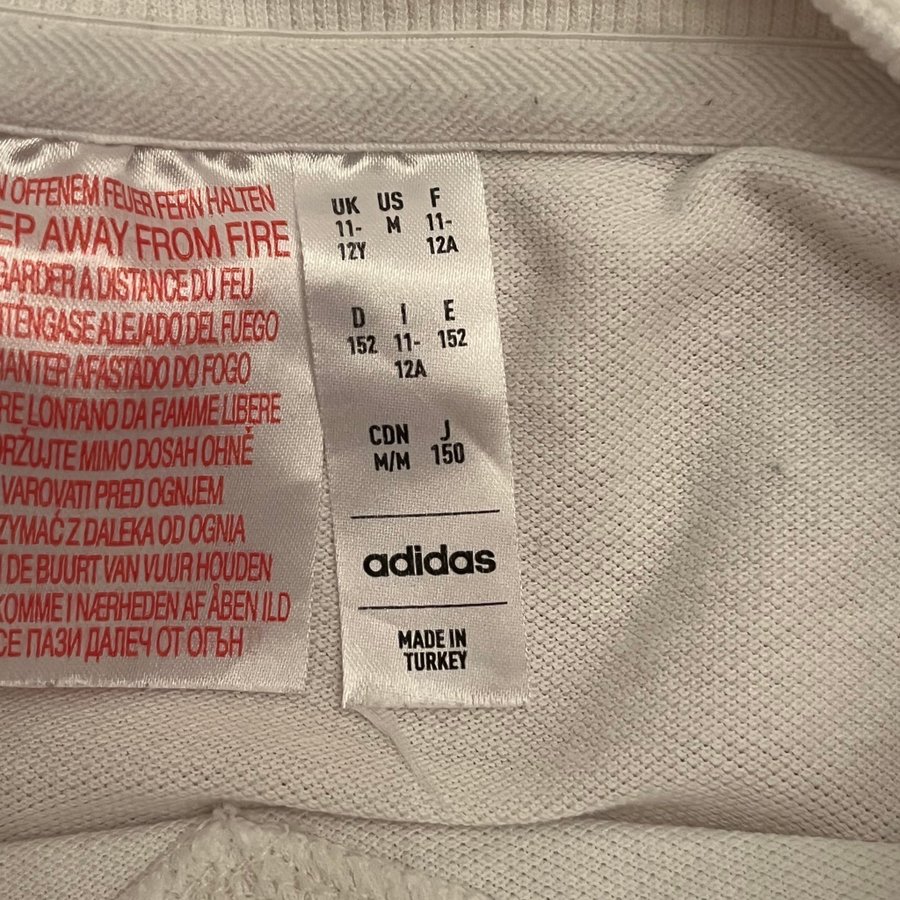 OFFENEM FEUER FERN HALTEN
AWAY FROM FIRE
A DISTANCE DU FEU
ALEJADO DEL FUEGO
AFASTADO DO FOGO
LONTANO DA FIAMME LIBERE
MIMO DOSAH OHNĚ
VAROVATI PRED OGNJEM
Z DALEKA OD OGNIA
DE BUURT VAN VUUR HOUDEN
KOMME I NÆRHEDEN AF ÅBEN ILD
ПАЗИ ДАЛЕЧ ОТ ОГЪН
UK US F
11- M 11-
12Y 12A
D I E
152 11- 152
12A
CDN J
M/M 150
adidas
MADE IN
TURKEY